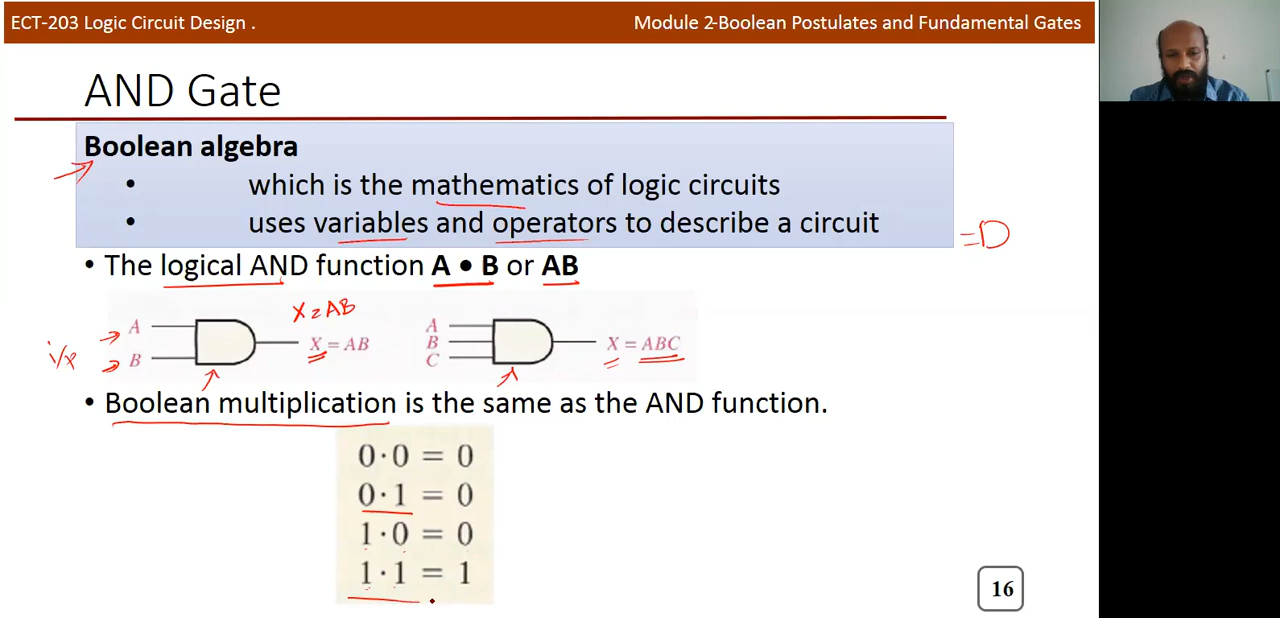 ECT-203 Logic Circuit Design .
Module 2-Boolean Postulates and Fundamental Gates
AND Gate
Boolean algebra
• which is the mathematics of logic circuits
• uses variables and operators to describe a circuit
=D
• The logical AND function A • B or AB
X=AB
A
B
X = AB
i/p
A
B
C
X = ABC
• Boolean multiplication is the same as the AND function.
0·0 = 0
0·1 = 0
1·0 = 0
1·1 = 1
16